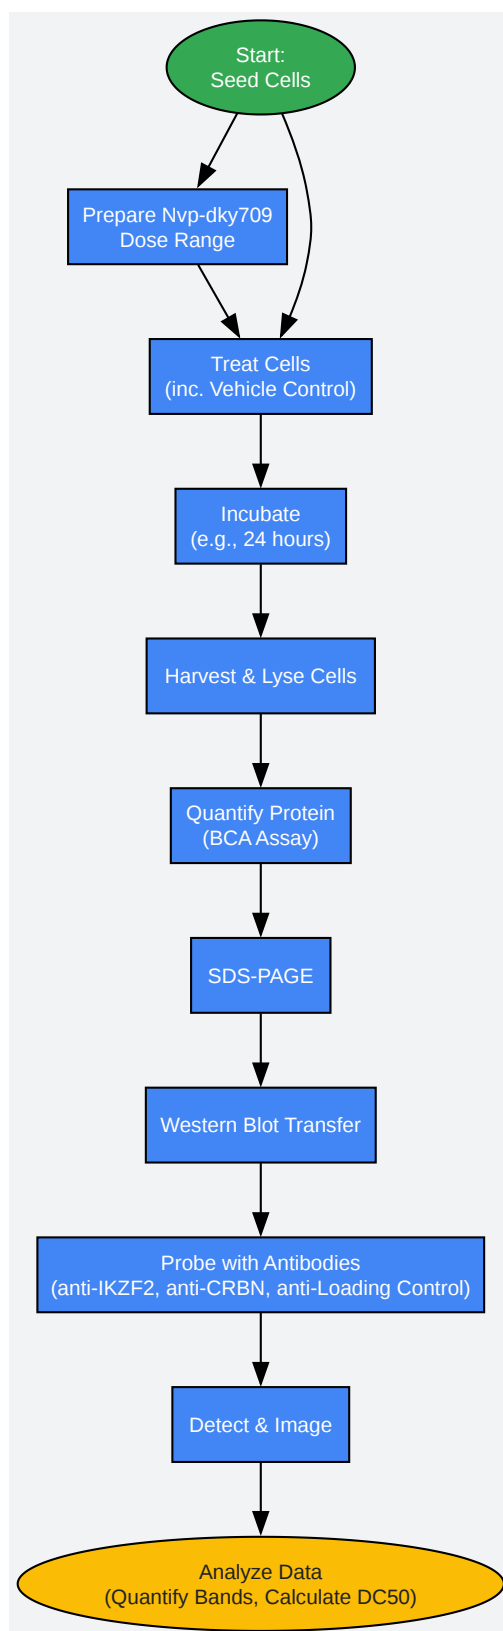 Start:
Seed Cells
Prepare Nvp-dky709
Dose Range
Treat Cells
(inc. Vehicle Control)
Incubate
(e.g., 24 hours)
Harvest & Lyse Cells
Quantify Protein
(BCA Assay)
SDS-PAGE
Western Blot Transfer
Probe with Antibodies
(anti-IKZF2, anti-CRBN, anti-Loading Control)
Detect & Image
Analyze Data
(Quantify Bands, Calculate DC50)